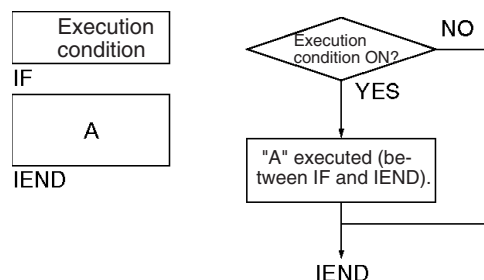 Execution
condition
IF
A
IEND
Execution
condition ON?
NO
YES
"A" executed (be-
tween IF and IEND).
IEND